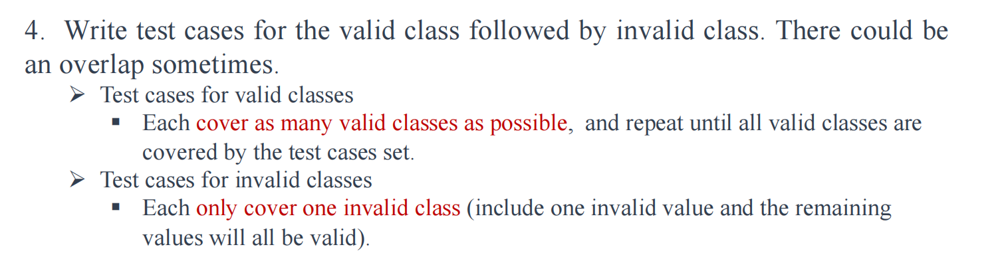 4. Write test cases for the valid class followed by invalid class. There could be
an overlap sometimes.
➢ Test cases for valid classes
▪ Each cover as many valid classes as possible, and repeat until all valid classes are
covered by the test cases set.
➢ Test cases for invalid classes
▪ Each only cover one invalid class (include one invalid value and the remaining
values will all be valid).